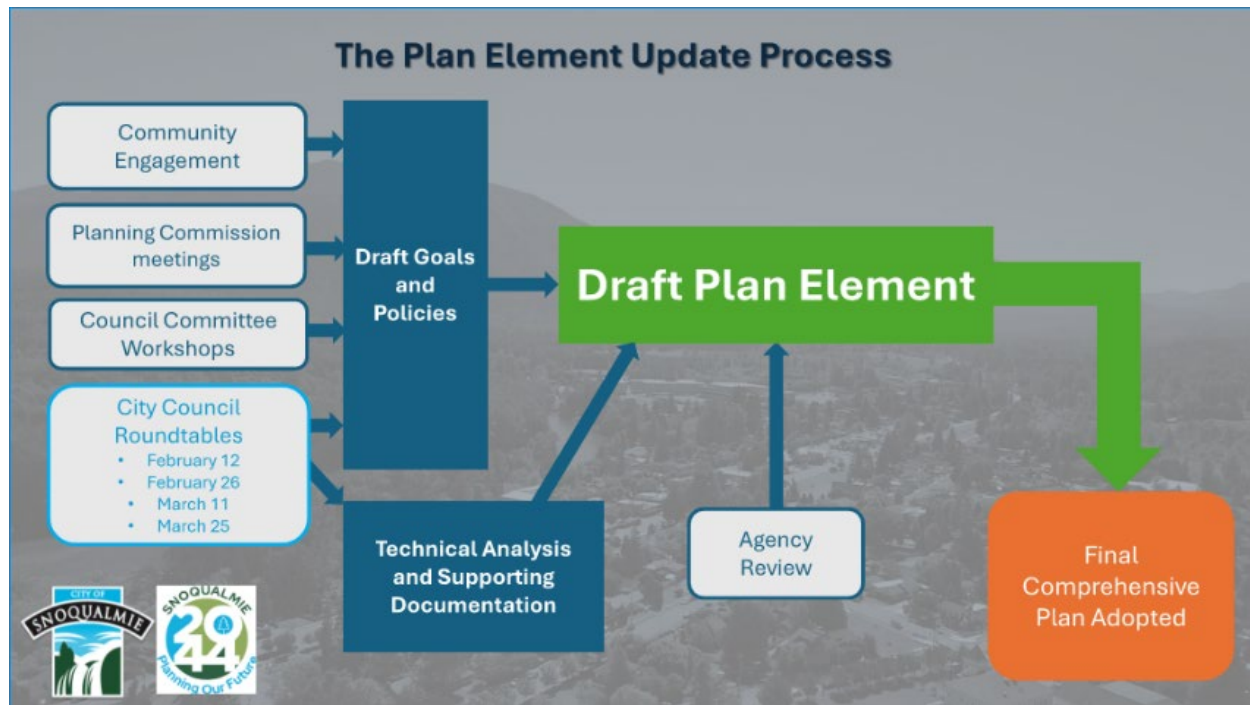 The Plan Element Update Process
Community
Engagement
Planning Commission
meetings
Council Committee
Workshops
City Council
Roundtables
• February 12
• February 26
• March 11
• March 25
Draft Goals
and
Policies
Technical Analysis
and Supporting
Documentation
Draft Plan Element
Agency
Review
Final
Comprehensive
Plan Adopted
CITY OF
SNOQUALMIE
SNOQUALMIE
2044
Planning Our Future